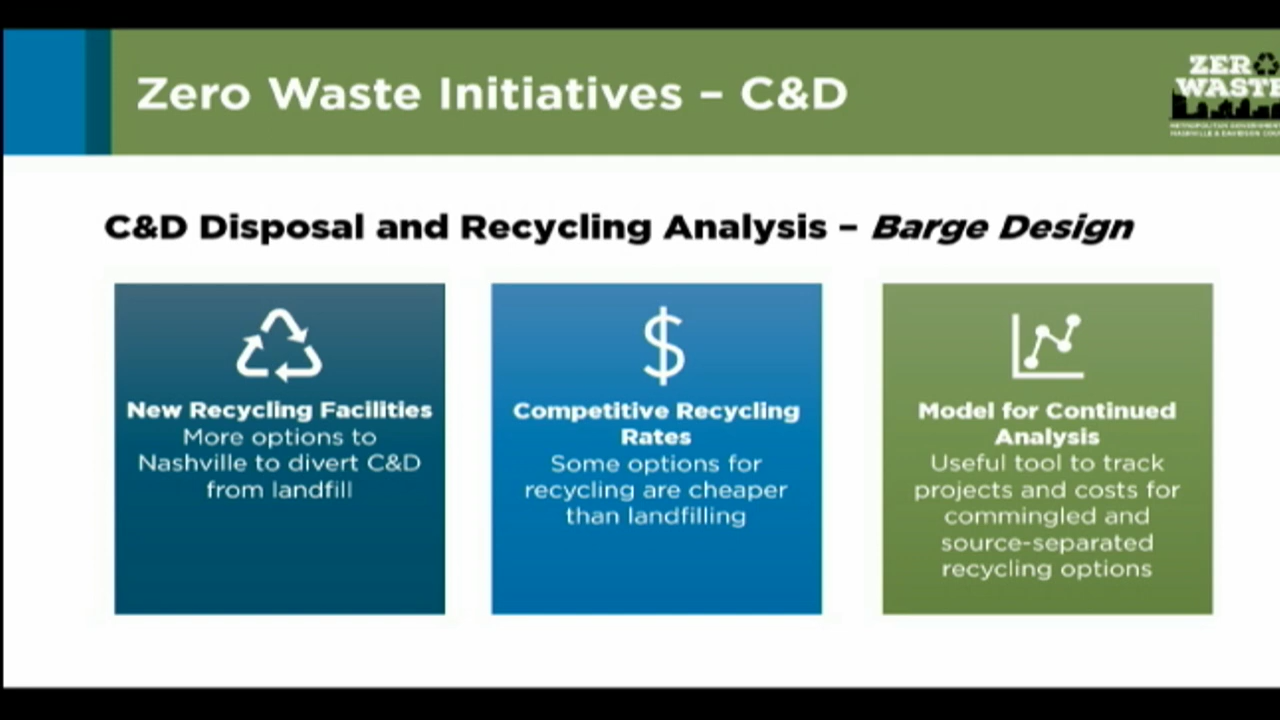 Zero Waste Initiatives – C&D
ZERO
WASTE
C&D Disposal and Recycling Analysis – Barge Design
New Recycling Facilities
More options to
Nashville to divert C&D
from landfill
$
Competitive Recycling
Rates
Some options for
recycling are cheaper
than landfilling
Model for Continued
Analysis
Useful tool to track
projects and costs for
commingled and
source-separated
recycling options